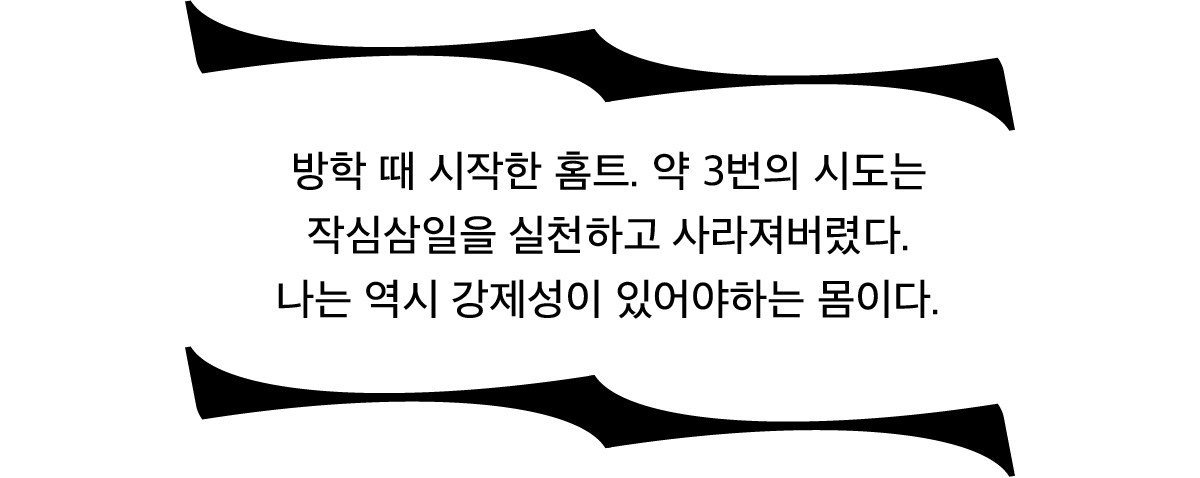 방학 때 시작한 홈트. 약 3번의 시도는
작심삼일을 실천하고 사라져버렸다.
나는 역시 강제성이 있어야하는 몸이다.